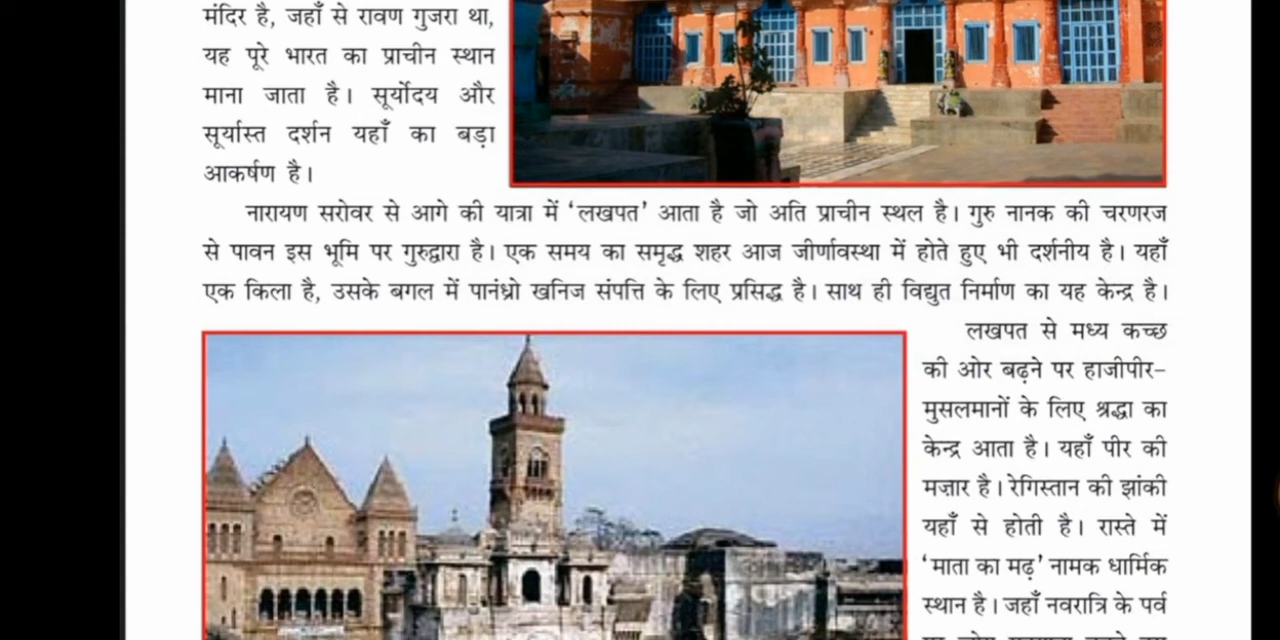 मंदिर है, जहाँ से रावण गुजरा था,
यह पूरे भारत का प्राचीन स्थान
माना जाता है। सूर्योदय और
सूर्यास्त दर्शन यहाँ का बड़ा
आकर्षण है।
नारायण सरोवर से आगे की यात्रा में ‘लखपत’ आता है जो अति प्राचीन स्थल है। गुरु नानक की चरणरज
से पावन इस भूमि पर गुरुद्वारा है। एक समय का समृद्ध शहर आज जीर्णावस्था में होते हुए भी दर्शनीय है। यहाँ
एक किला है, उसके बगल में पानंध्रो खनिज संपत्ति के लिए प्रसिद्ध है। साथ ही विद्युत निर्माण का यह केन्द्र है।
लखपत से मध्य कच्छ
की ओर बढ़ने पर हाजीपीर-
मुसलमानों के लिए श्रद्धा का
केन्द्र आता है। यहाँ पीर की
मज़ार है। रेगिस्तान की झांकी
यहाँ से होती है। रास्ते में
‘माता का मढ़’ नामक धार्मिक
स्थान है। जहाँ नवरात्रि के पर्व